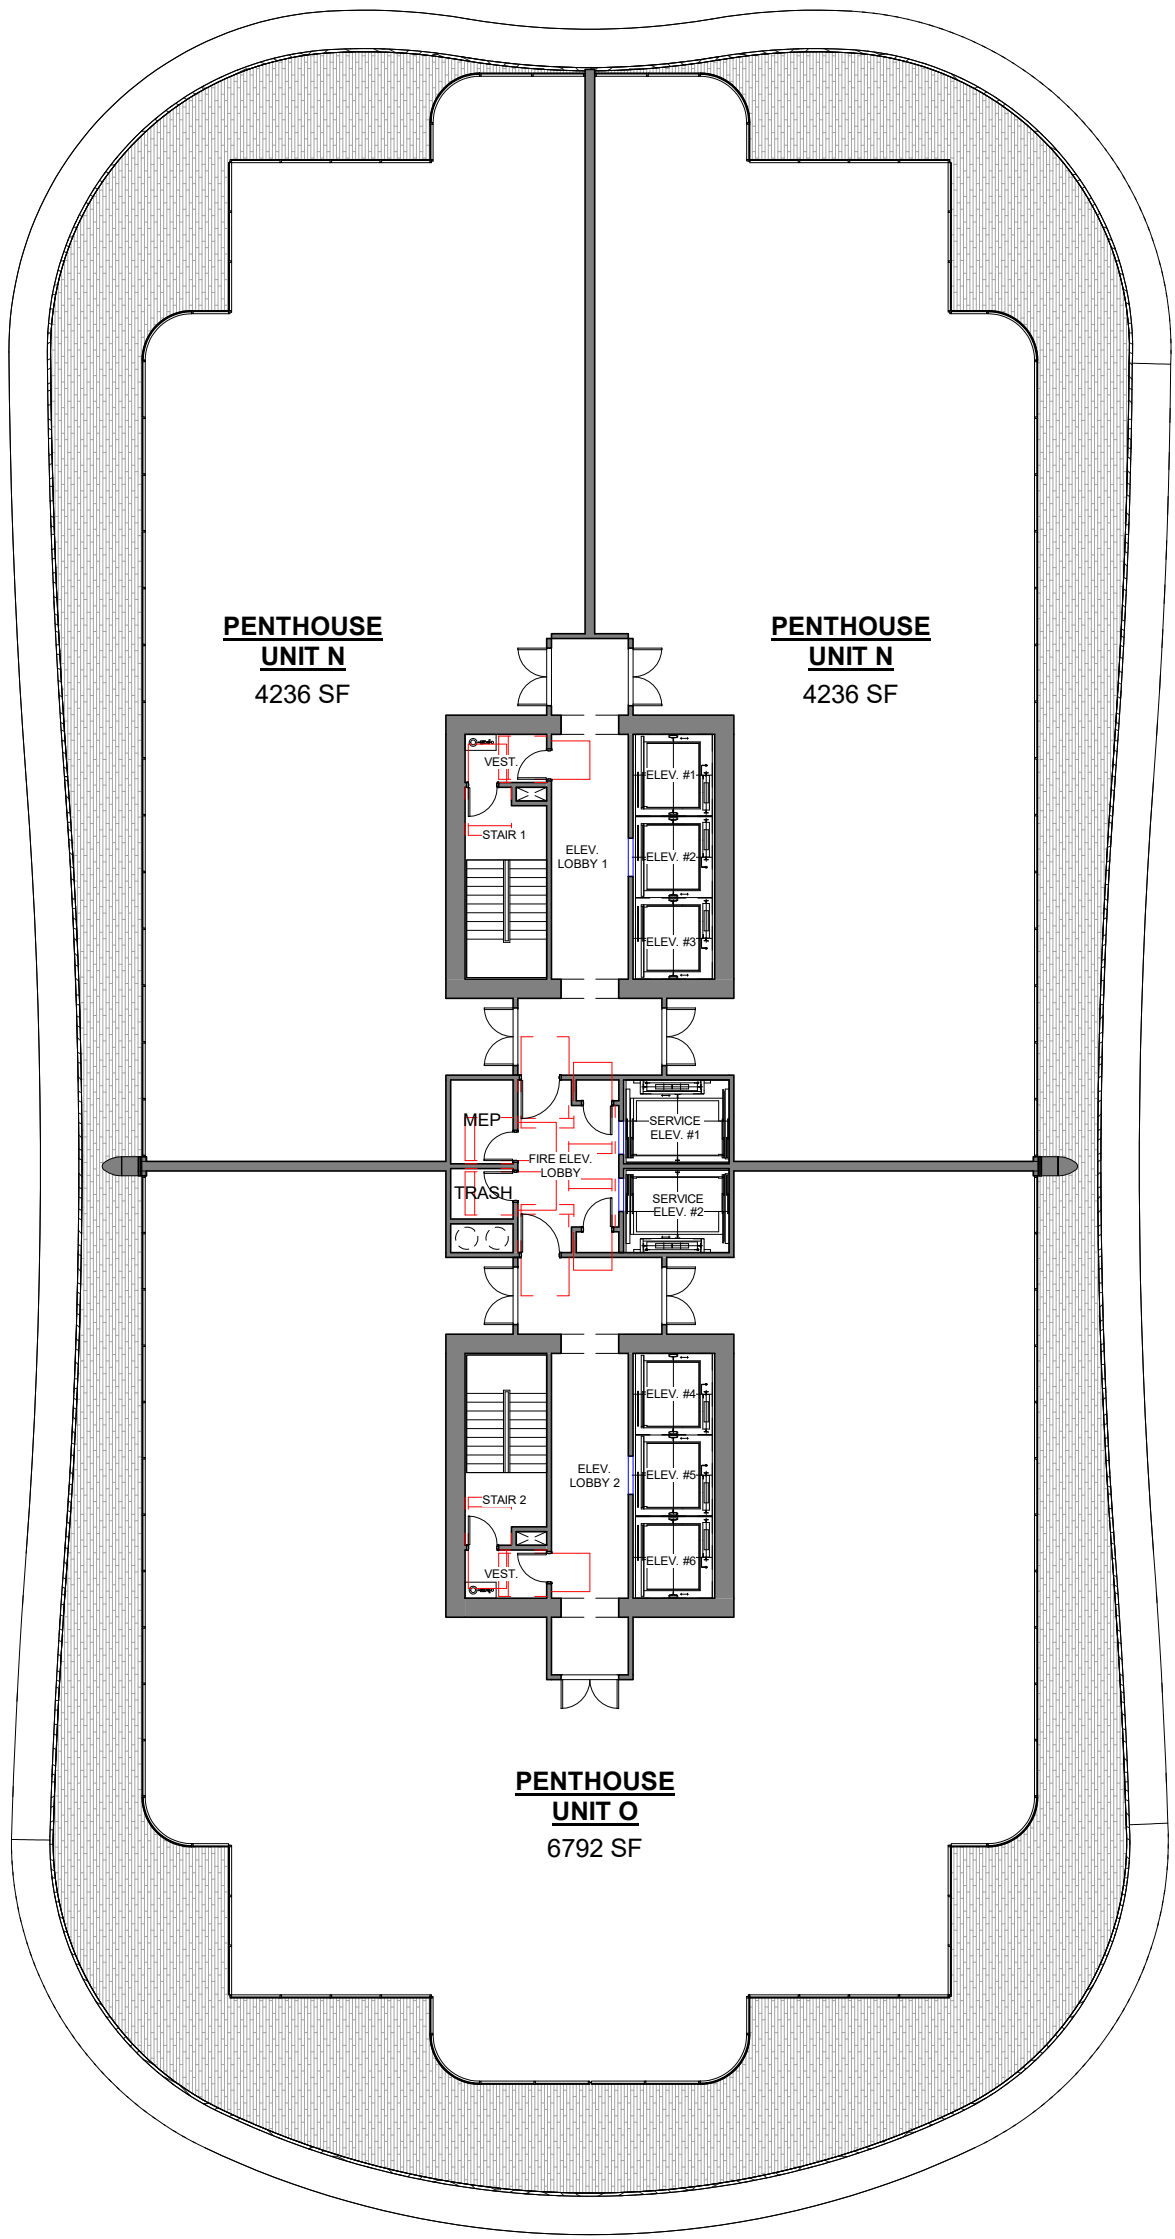 PENTHOUSE
UNIT N
4236 SF
PENTHOUSE
UNIT N
4236 SF
VEST.
STAIR 1
ELEV.
LOBBY 1
ELEV. #1
ELEV. #2
ELEV. #3
MEP
TRASH
FIRE ELEV.
LOBBY
SERVICE
ELEV. #1
SERVICE
ELEV. #2
STAIR 2
VEST.
ELEV.
LOBBY 2
ELEV. #4
ELEV. #5
ELEV. #6
PENTHOUSE
UNIT O
6792 SF